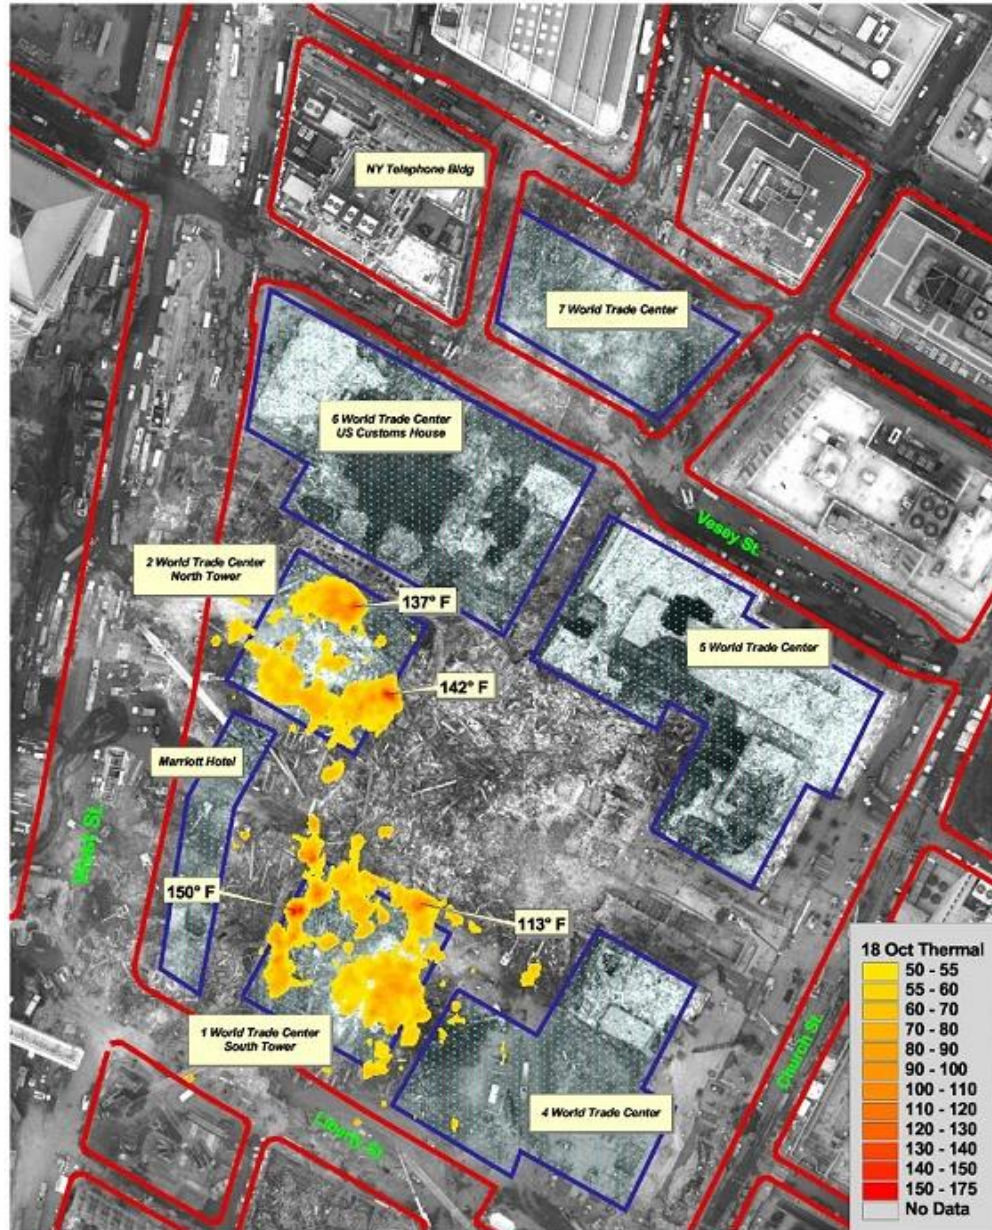 NY Telephone Bldg
7 World Trade Center
6 World Trade Center
US Customs House
Vesey St.
2 World Trade Center
North Tower
137° F
5 World Trade Center
142° F
Marriott Hotel
150° F
113° F
1 World Trade Center
South Tower
4 World Trade Center
Church St.
Liberty St.
18 Oct Thermal
50 - 55
55 - 60
60 - 70
70 - 80
80 - 90
90 - 100
100 - 110
110 - 120
120 - 130
130 - 140
140 - 150
150 - 175
No Data